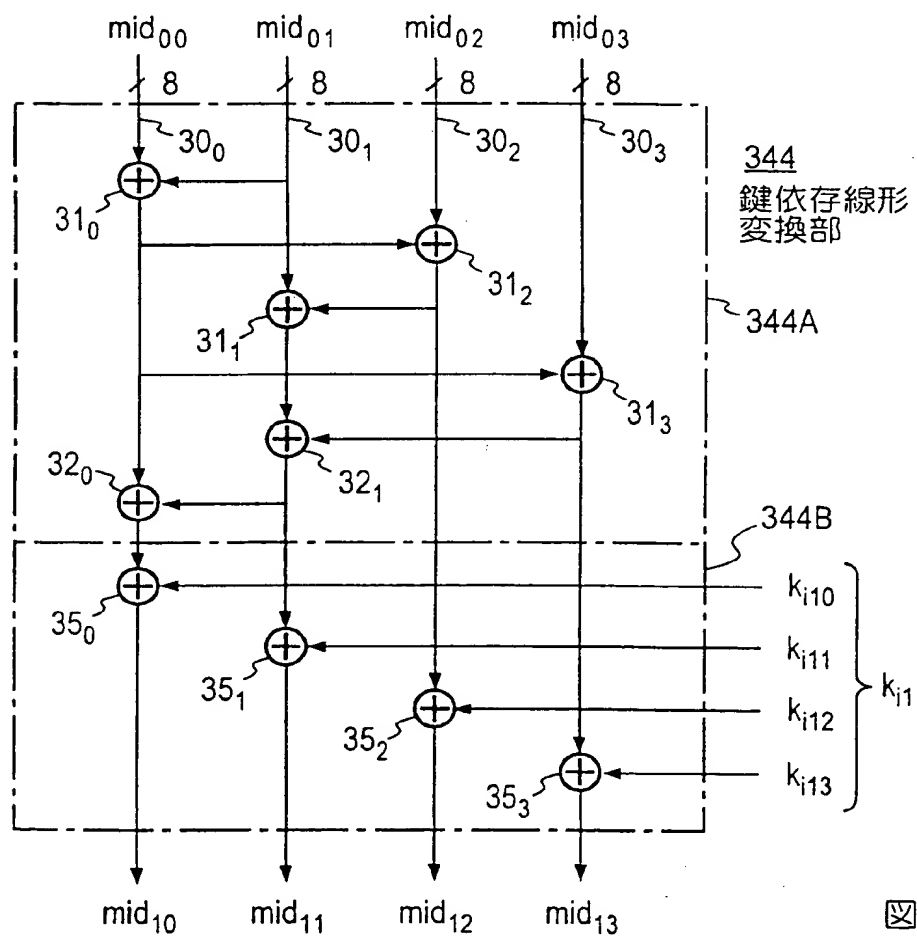 mid₀₀ mid₀₁ mid₀₂ mid₀₃
8 8 8 8
30₀ 30₁ 30₂ 30₃
344
鍵依存線形
変換部
31₀
31₂
344A
31₁
31₃
32₀
32₁
344B
kᵢ₁₀
35₀
kᵢ₁₁
35₁
kᵢ₁
kᵢ₁₂
35₂
kᵢ₁₃
35₃
mid₁₀ mid₁₁ mid₁₂ mid₁₃
図